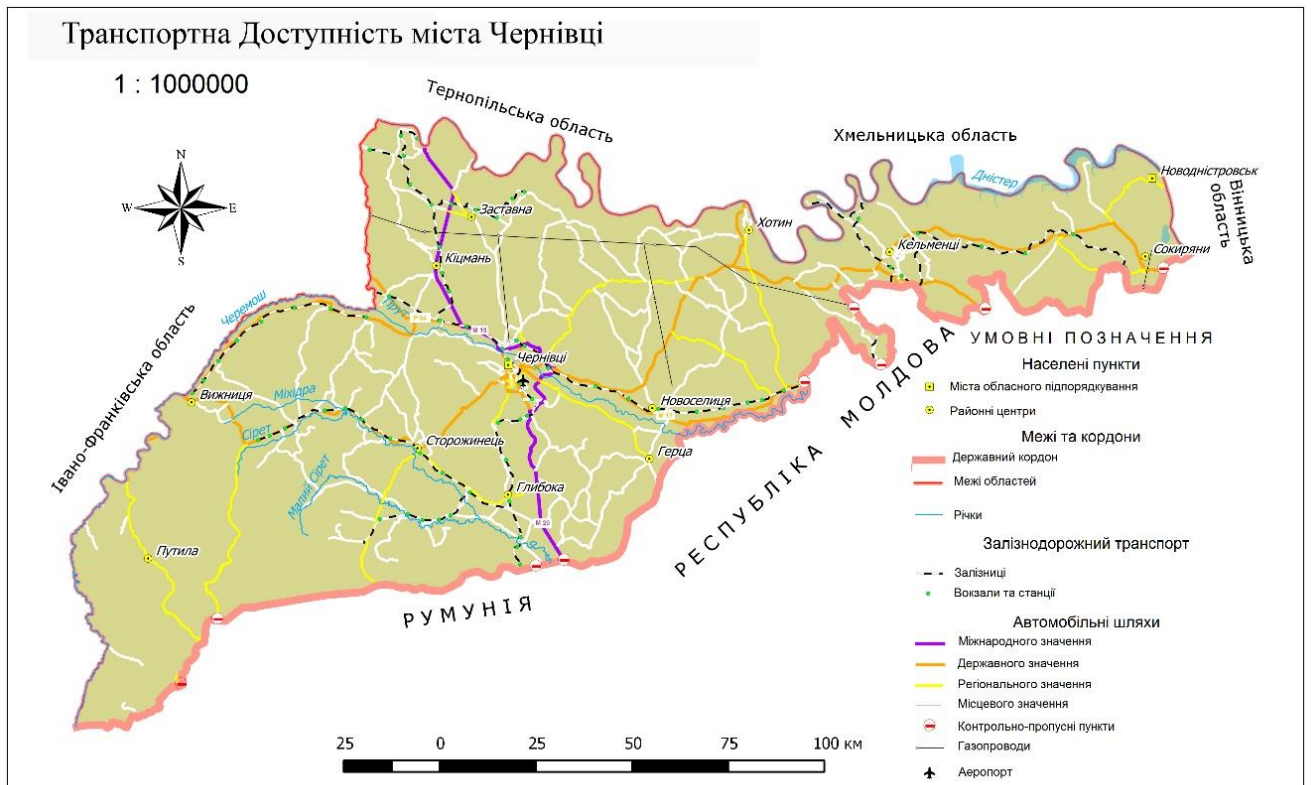 Транспортна Доступність міста Чернівці
1 : 1000000
N
W
E
S
Тернопільська область
Хмельницька область
Вінницька
область
Івано-Франківська область
РУМУНІЯ
РЕСПУБЛІКА МОЛДОВА
Дністер
Новодністровськ
Сокиряни
Кельменці
Хотин
Заставна
Кіцмань
Черемош
Прут
M 19
Чернівці
Вижниця
Міхідра
Сірет
Сторожинець
Новоселиця
M 19
Герца
Глибока
Малий Сірет
M 20
Путила
УМОВНІ ПОЗНАЧЕННЯ
Населені пункти
Міста обласного підпорядкування
Районні центри
Межі та кордони
Державний кордон
Межі областей
Річки
Залізнодорожний транспорт
Залізниці
Вокзали та станції
Автомобільні шляхи
Міжнародного значення
Державного значення
Регіонального значення
Місцевого значення
Контрольно-пропусні пункти
Газопроводи
Аеропорт
25 0 25 50 75 100 км